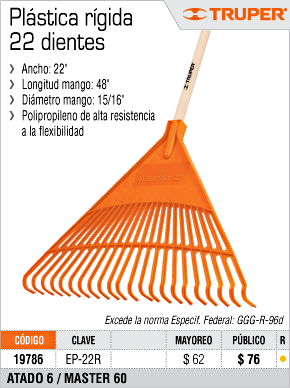 Plástica rígida
22 dientes
TRUPER®
Ancho: 22"
Longitud mango: 48"
Diámetro mango: 15/16"
Polipropileno de alta resistencia
a la flexibilidad
TRUPER
Excede la norma Especif. Federal: GGG-R-96d
CÓDIGO CLAVE MAYOREO PÚBLICO R
19786 EP-22R $ 62 $ 76
ATADO 6 / MASTER 60